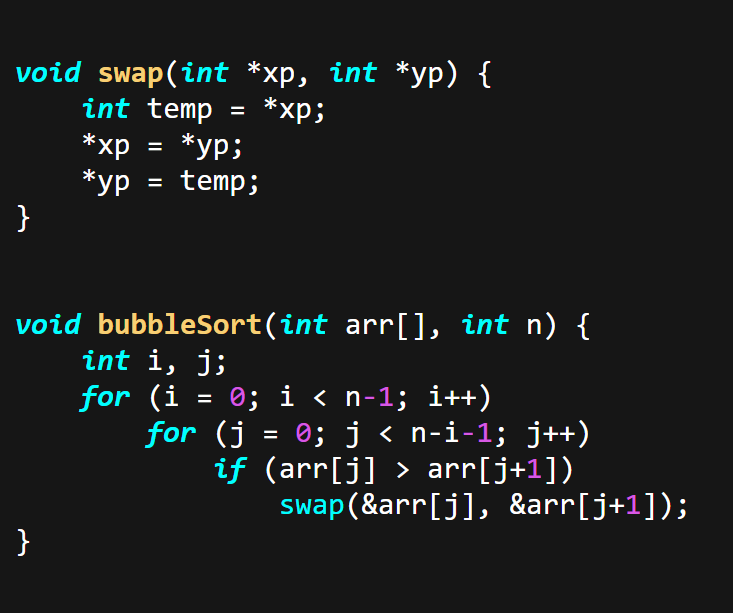 void swap(int *xp, int *yp) {
    int temp = *xp;
    *xp = *yp;
    *yp = temp;
}
void bubbleSort(int arr[], int n) {
    int i, j;
    for (i = 0; i < n-1; i++)
        for (j = 0; j < n-i-1; j++)
            if (arr[j] > arr[j+1])
                swap(&arr[j], &arr[j+1]);
}